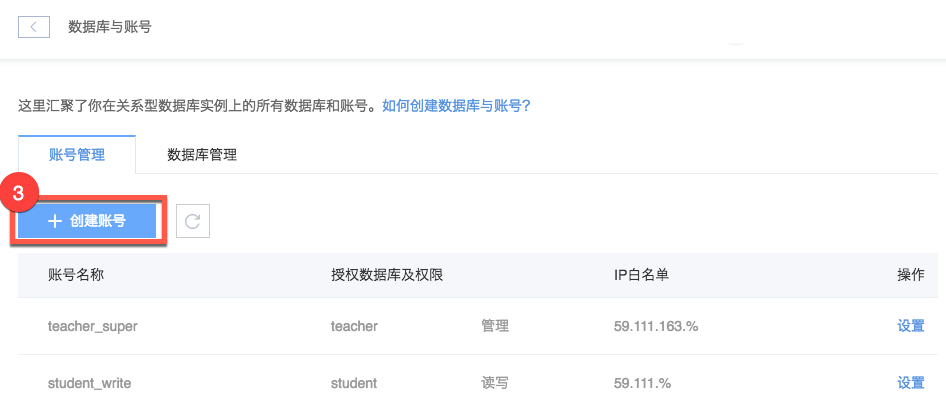 数据库与账号
这里汇聚了你在关系型数据库实例上的所有数据库和账号。如何创建数据库与账号?
账号管理 数据库管理
3
创建账号
账号名称 授权数据库及权限 IP白名单 操作
teacher_super teacher 管理 59.111.163.% 设置
student_write student 读写 59.111.% 设置